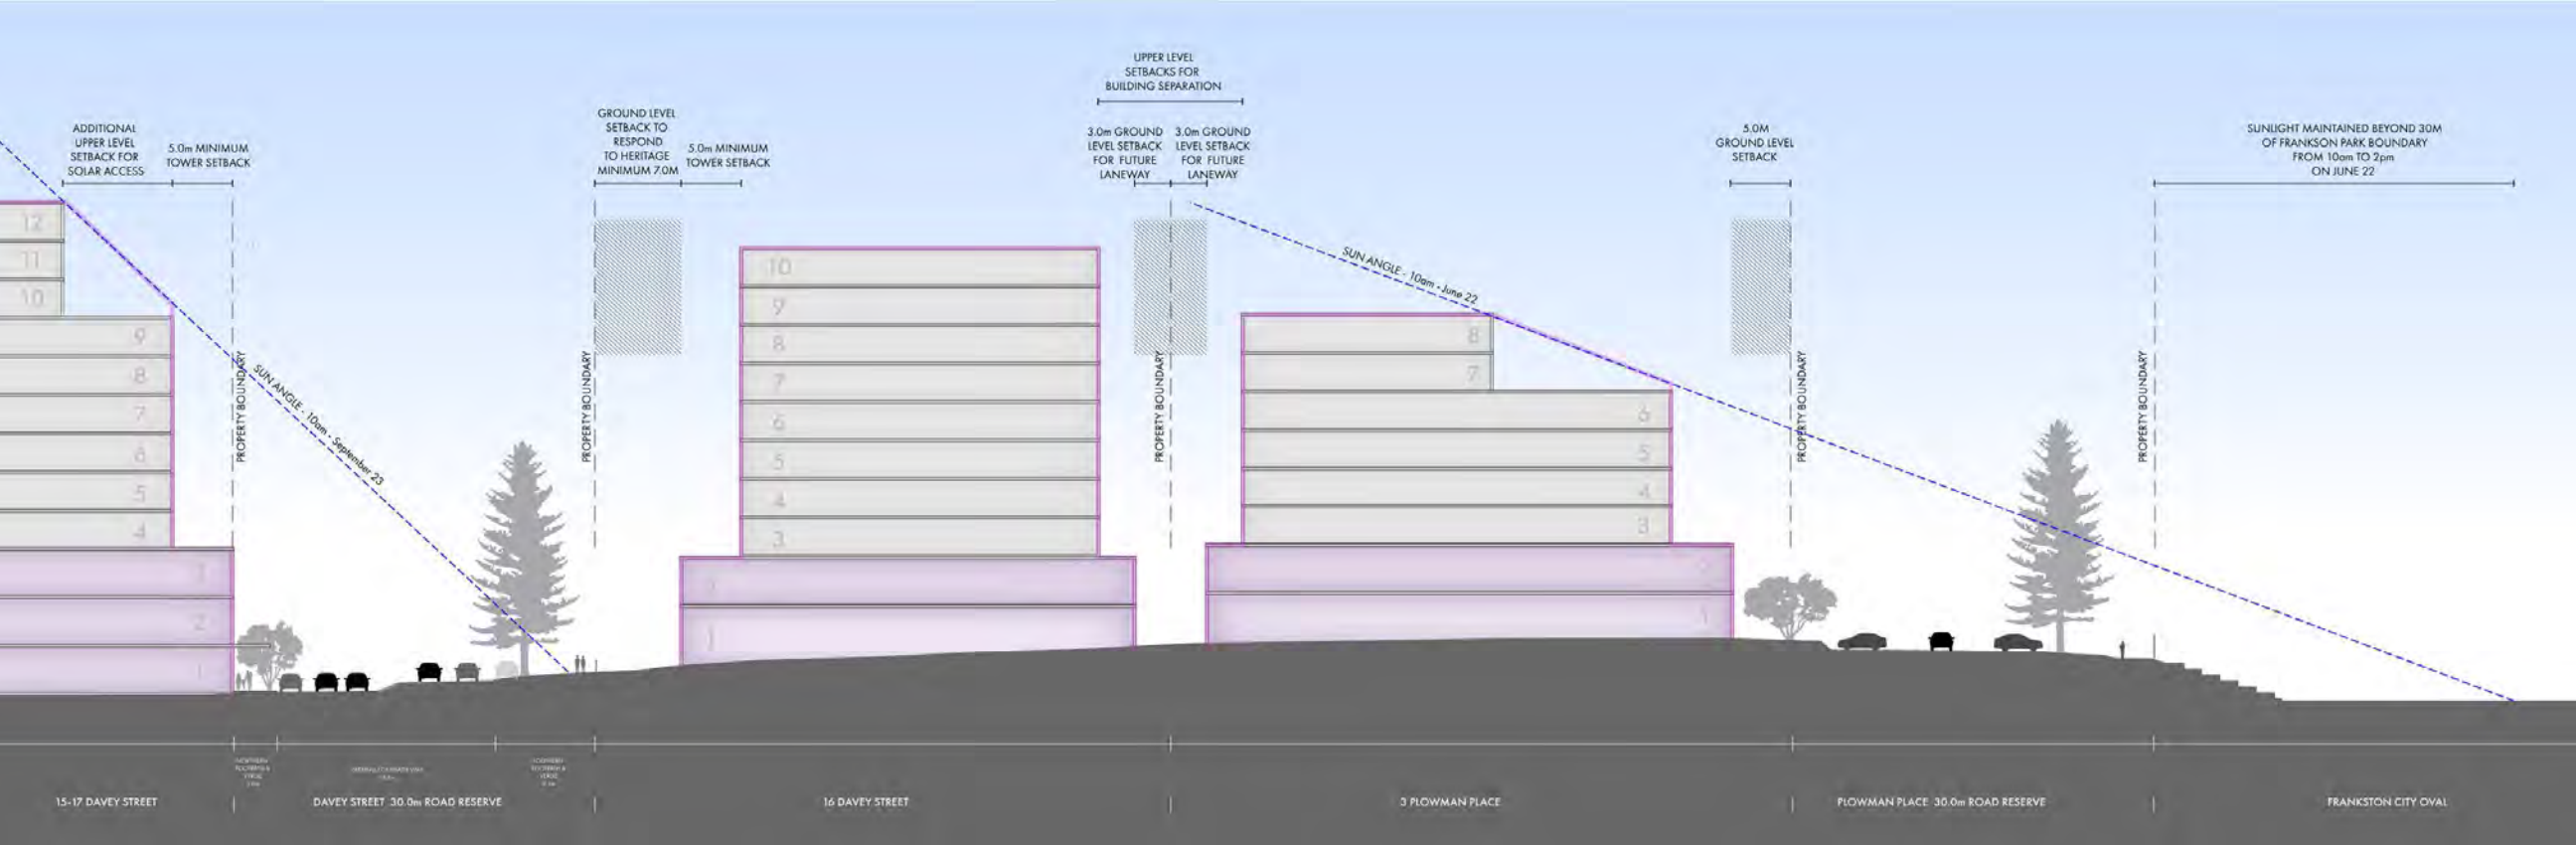 UPPER LEVEL
SETBACKS FOR
BUILDING SEPARATION
ADDITIONAL
UPPER LEVEL
SETBACK FOR
SOLAR ACCESS
5.0m MINIMUM
TOWER SETBACK
GROUND LEVEL
SETBACK TO
RESPOND
TO HERITAGE
MINIMUM 7.0M
5.0m MINIMUM
TOWER SETBACK
3.0m GROUND
LEVEL SETBACK
FOR FUTURE
LANEWAY
3.0m GROUND
LEVEL SETBACK
FOR FUTURE
LANEWAY
5.0M
GROUND LEVEL
SETBACK
SUNLIGHT MAINTAINED BEYOND 30M
OF FRANKSON PARK BOUNDARY
FROM 10am TO 2pm
ON JUNE 22
12
11
10
9
8
7
6
5
4
3
2
1
PROPERTY BOUNDARY
SUN ANGLE - 10am - September 23
PROPERTY BOUNDARY
10
9
8
7
6
5
4
3
1
PROPERTY BOUNDARY
SUN ANGLE - 10am - June 22
8
7
6
5
4
3
2
1
PROPERTY BOUNDARY
PROPERTY BOUNDARY
15-17 DAVEY STREET
DAVEY STREET 30.0m ROAD RESERVE
16 DAVEY STREET
3 PLOWMAN PLACE
PLOWMAN PLACE 30.0m ROAD RESERVE
FRANKSTON CITY OVAL